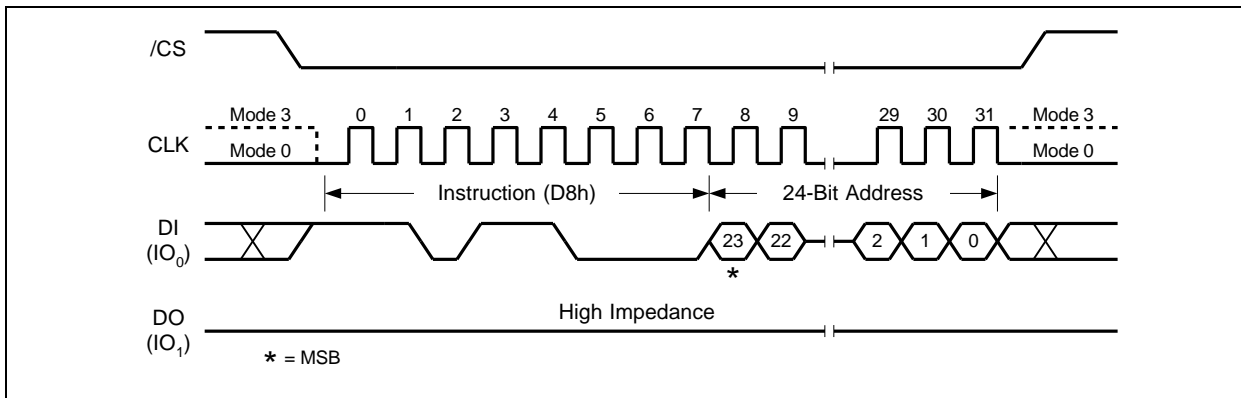 /CS
Mode 3 0 1 2 3 4 5 6 7 8 9 29 30 31 Mode 3
CLK
Mode 0 Mode 0
Instruction (D8h) 24-Bit Address
DI
(IO0) 23 22 2 1 0
*
High Impedance
DO
(IO1)
* = MSB